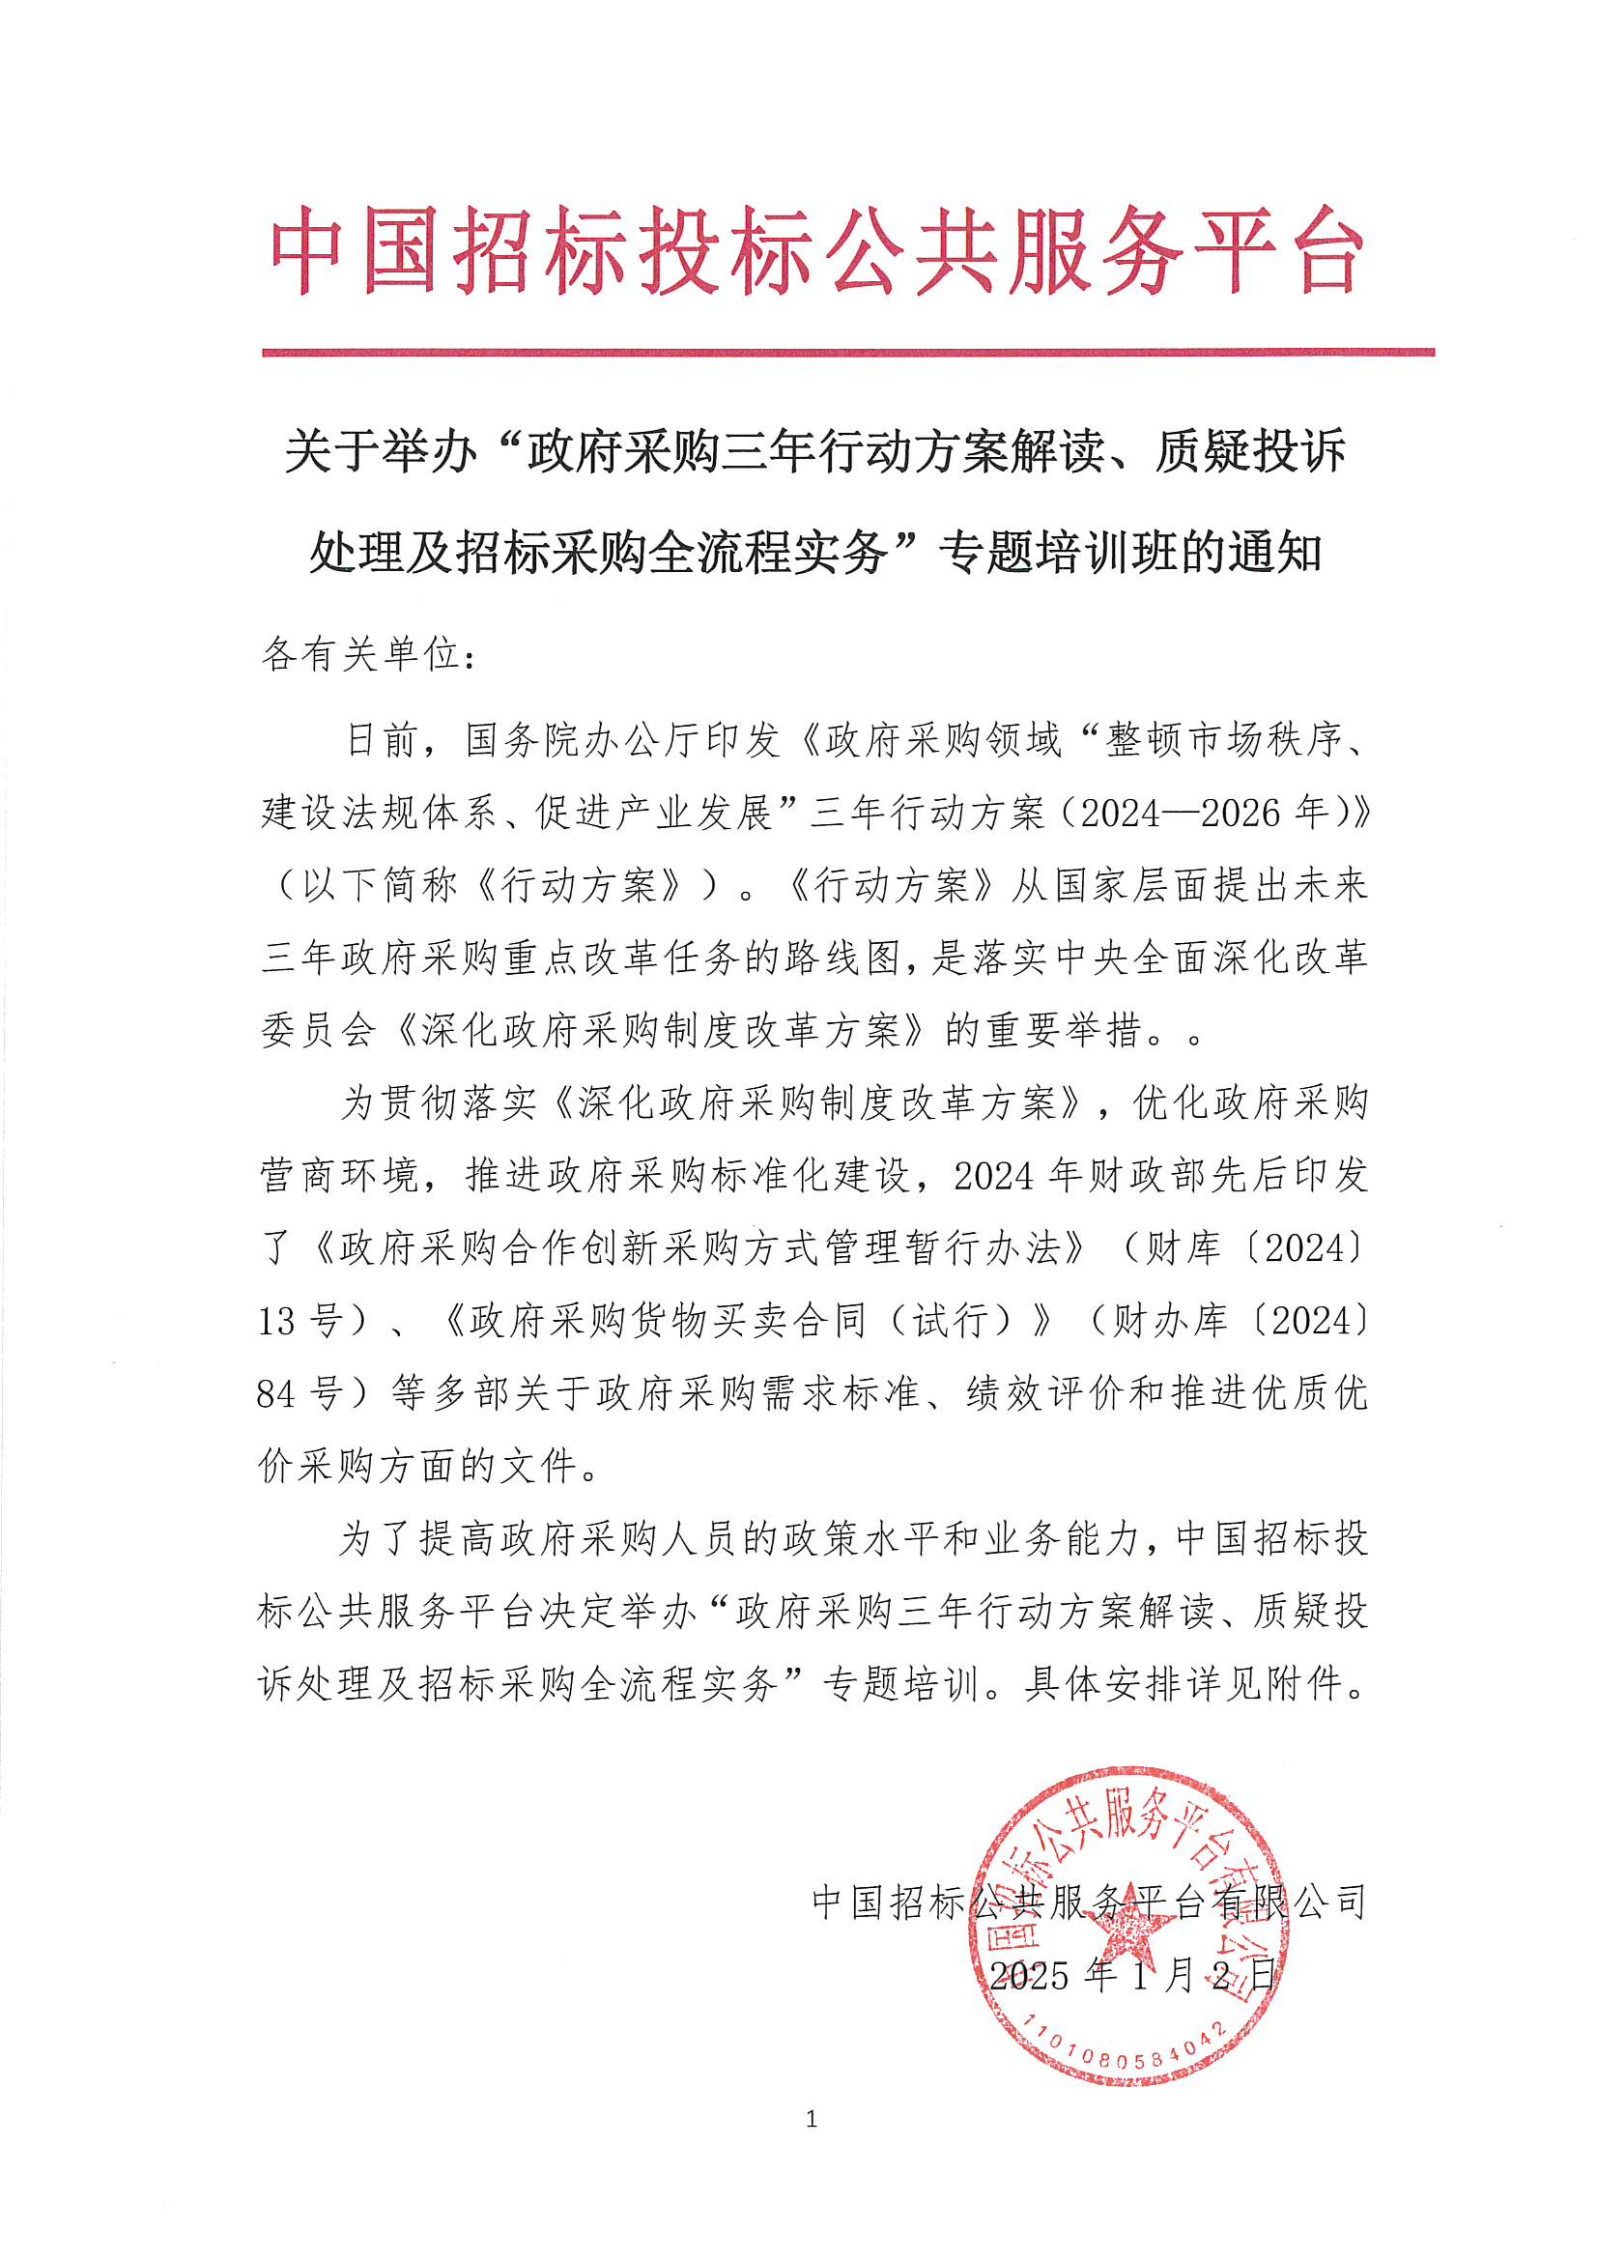 中国招标投标公共服务平台
关于举办“政府采购三年行动方案解读、质疑投诉
处理及招标采购全流程实务”专题培训班的通知
各有关单位：
日前，国务院办公厅印发《政府采购领域“整顿市场秩序、
建设法规体系、促进产业发展”三年行动方案（2024—2026 年）》
（以下简称《行动方案》）。《行动方案》从国家层面提出未来
三年政府采购重点改革任务的路线图，是落实中央全面深化改革
委员会《深化政府采购制度改革方案》的重要举措。。
为贯彻落实《深化政府采购制度改革方案》，优化政府采购
营商环境，推进政府采购标准化建设，2024 年财政部先后印发
了《政府采购合作创新采购方式管理暂行办法》（财库〔2024〕
13 号）、《政府采购货物买卖合同（试行）》（财办库〔2024〕
84 号）等多部关于政府采购需求标准、绩效评价和推进优质优
价采购方面的文件。
为了提高政府采购人员的政策水平和业务能力，中国招标投
标公共服务平台决定举办“政府采购三年行动方案解读、质疑投
诉处理及招标采购全流程实务”专题培训。具体安排详见附件。
中国招标公共服务平台有限公司
2025 年 1 月 2 日
中国招标公共服务平台有限公司
1101080584042
1